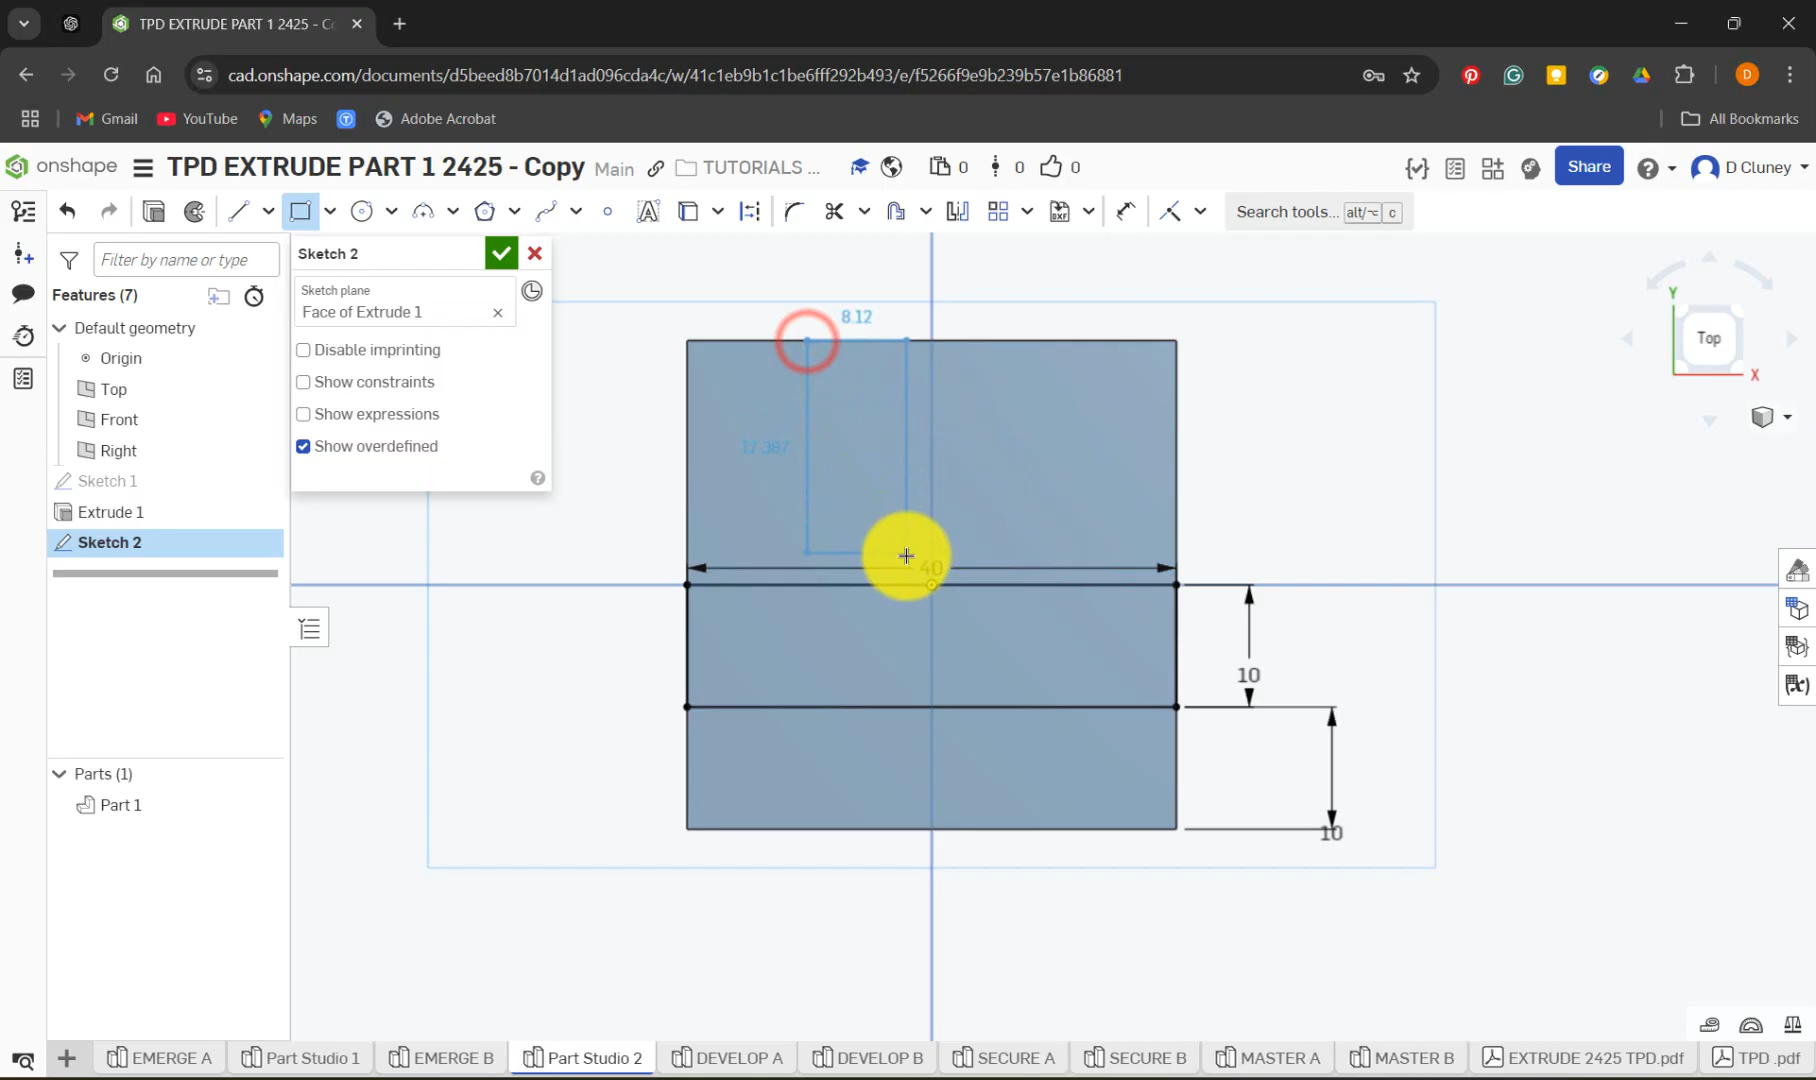 TPD EXTRUDE PART 1 2425 - Co
cad.onshape.com/documents/d5beed8b7014d1ad096cda4c/w/41c1eb9b1c1be6fff292b493/e/f5266f9e9b239b57e1b86881
D
Gmail YouTube Maps Adobe Acrobat All Bookmarks
onshape TPD EXTRUDE PART 1 2425 - Copy Main TUTORIALS ... 0 0 0 Share D Cluney
Search tools... alt/⌥ c
Filter by name or type
Sketch 2
Sketch plane
Face of Extrude 1
Features (7)
Default geometry
Origin
Top
Front
Right
Sketch 1
Extrude 1
Sketch 2
Disable imprinting
Show constraints
Show expressions
Show overdefined
8.12
17.387
40
10
10
Y
Top
X
Parts (1)
Part 1
EMERGE A Part Studio 1 EMERGE B Part Studio 2 DEVELOP A DEVELOP B SECURE A SECURE B MASTER A MASTER B EXTRUDE 2425 TPD.pdf TPD .pdf